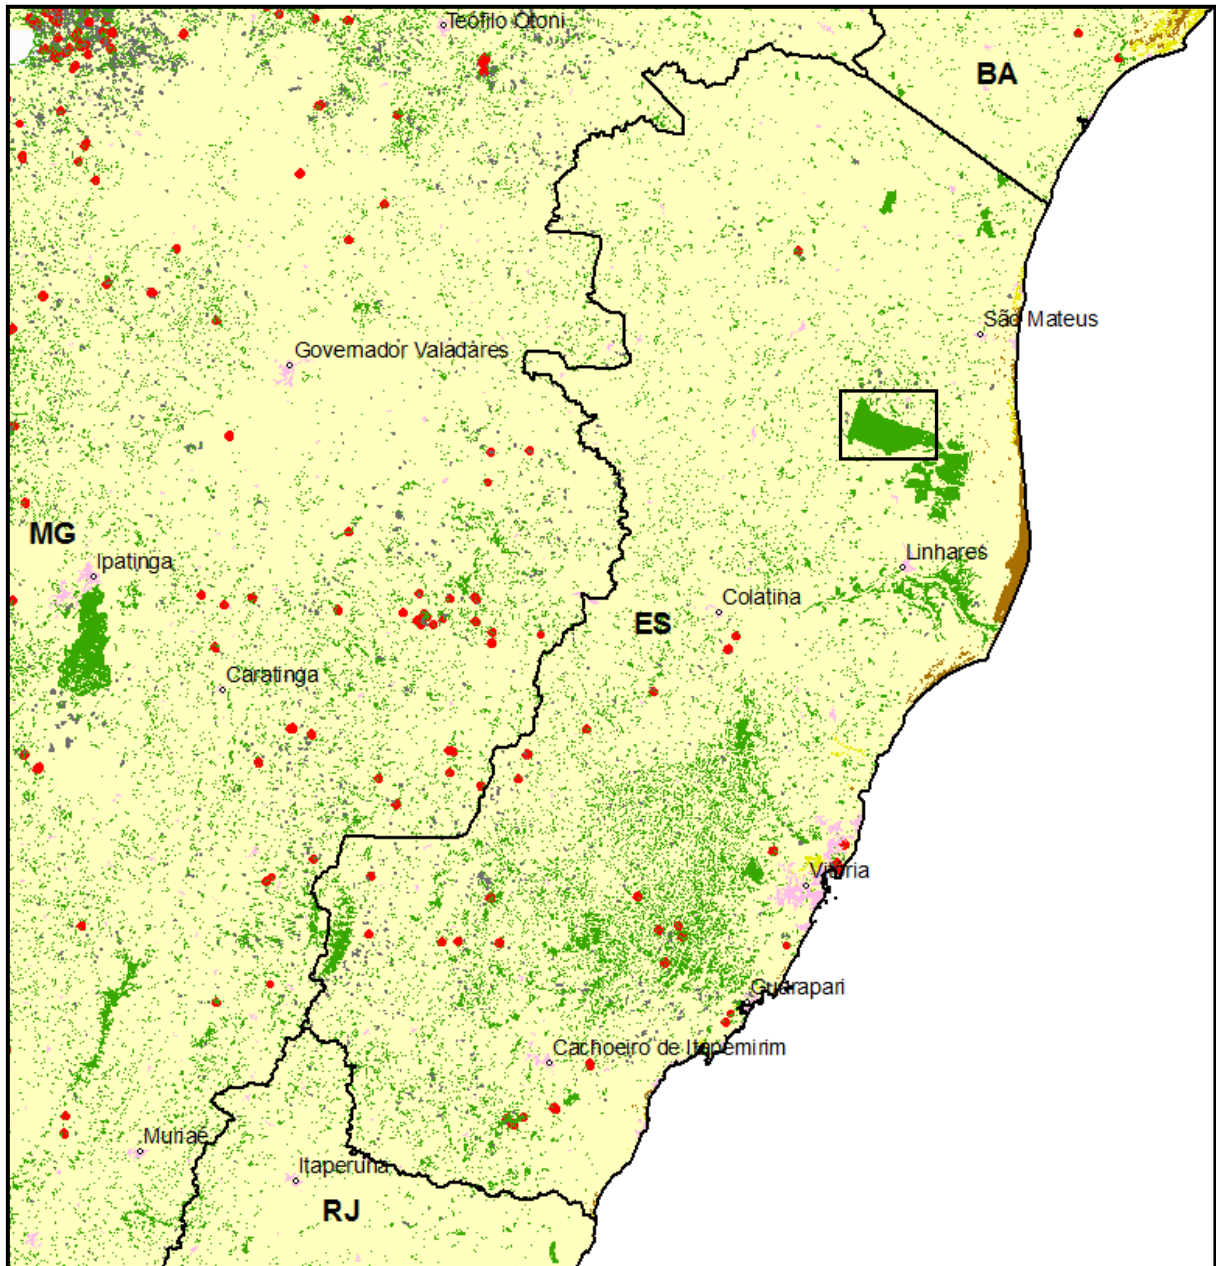 Teófilo Otoni
BA
São Mateus
Governador Valadares
MG
Ipatinga
Linhares
Colatina
ES
Caratinga
Vitória
Guarapari
Cachoeiro de Itapemirim
Muriaé
Itaperuna
RJ